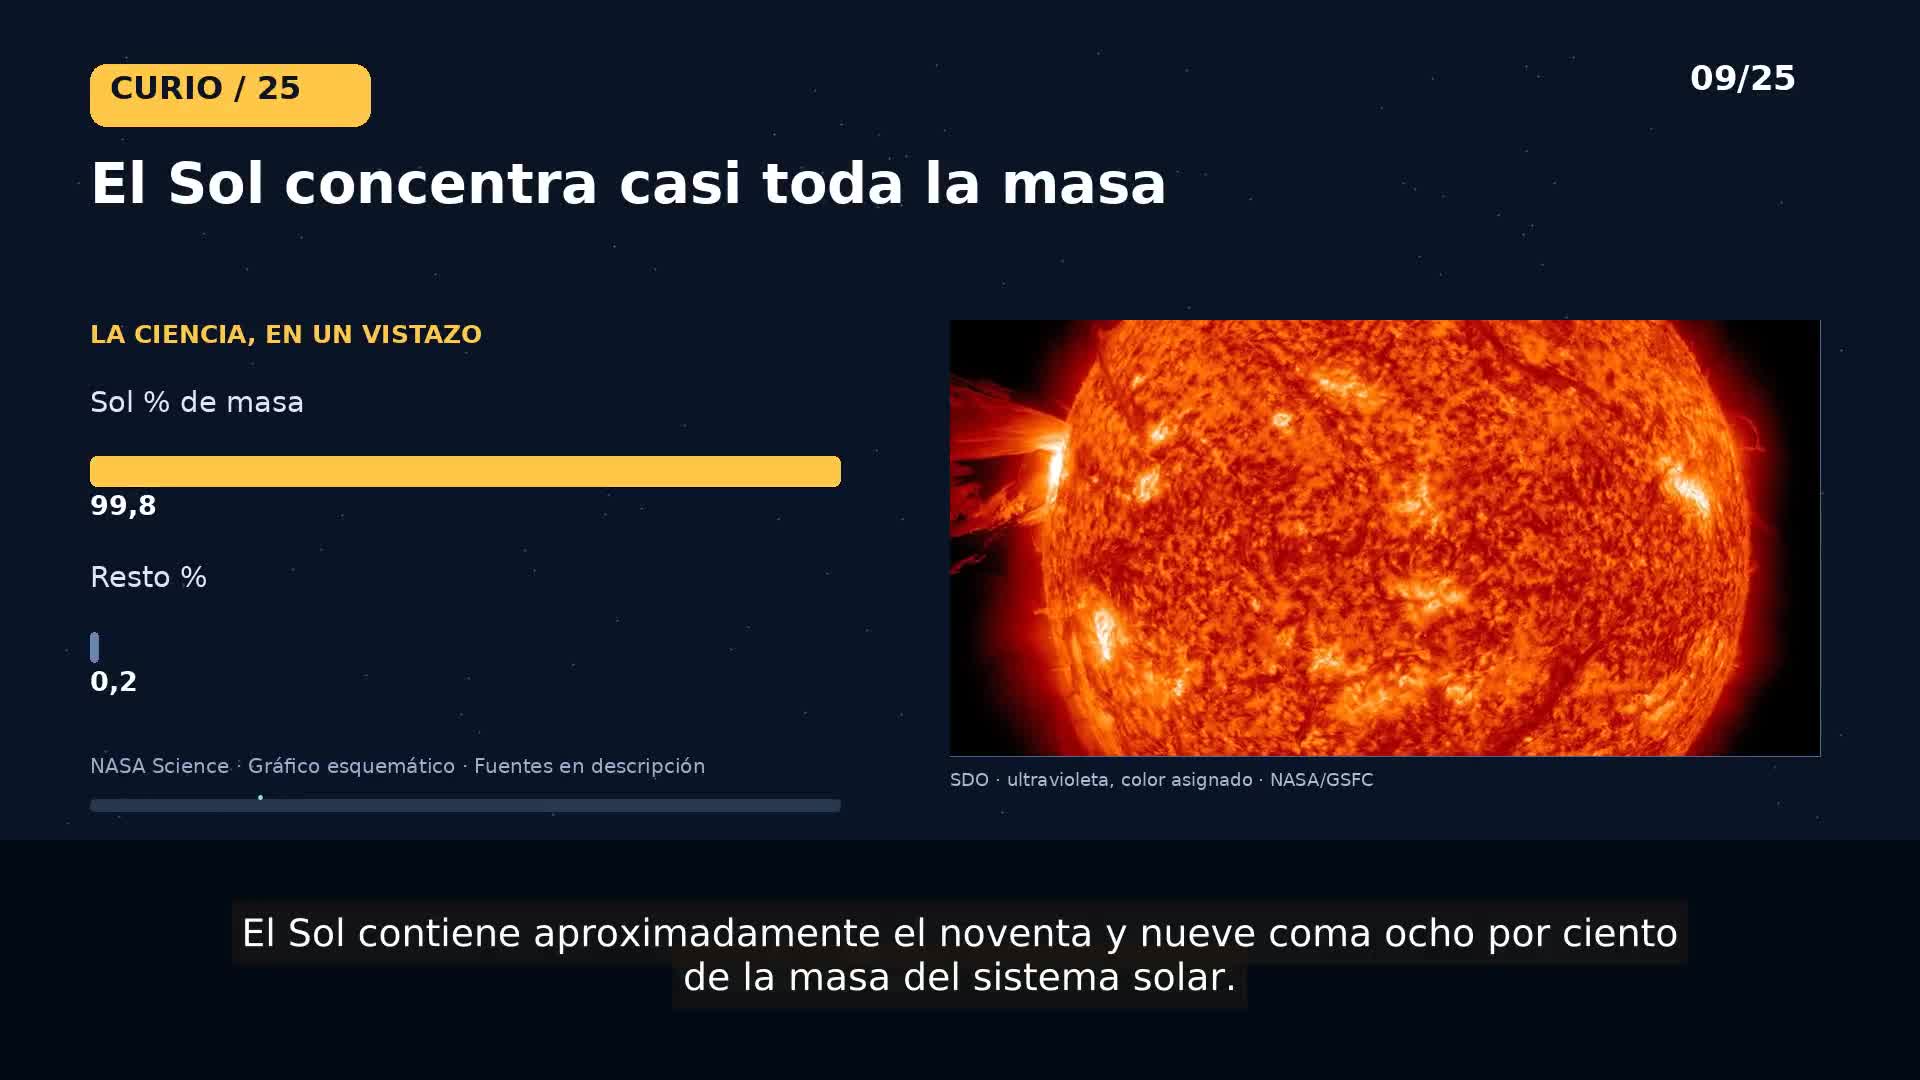 CURIO / 25
09/25
El Sol concentra casi toda la masa
LA CIENCIA, EN UN VISTAZO
Sol % de masa
99,8
Resto %
0,2
NASA Science · Gráfico esquemático · Fuentes en descripción
SDO · ultravioleta, color asignado · NASA/GSFC
El Sol contiene aproximadamente el noventa y nueve coma ocho por ciento
de la masa del sistema solar.